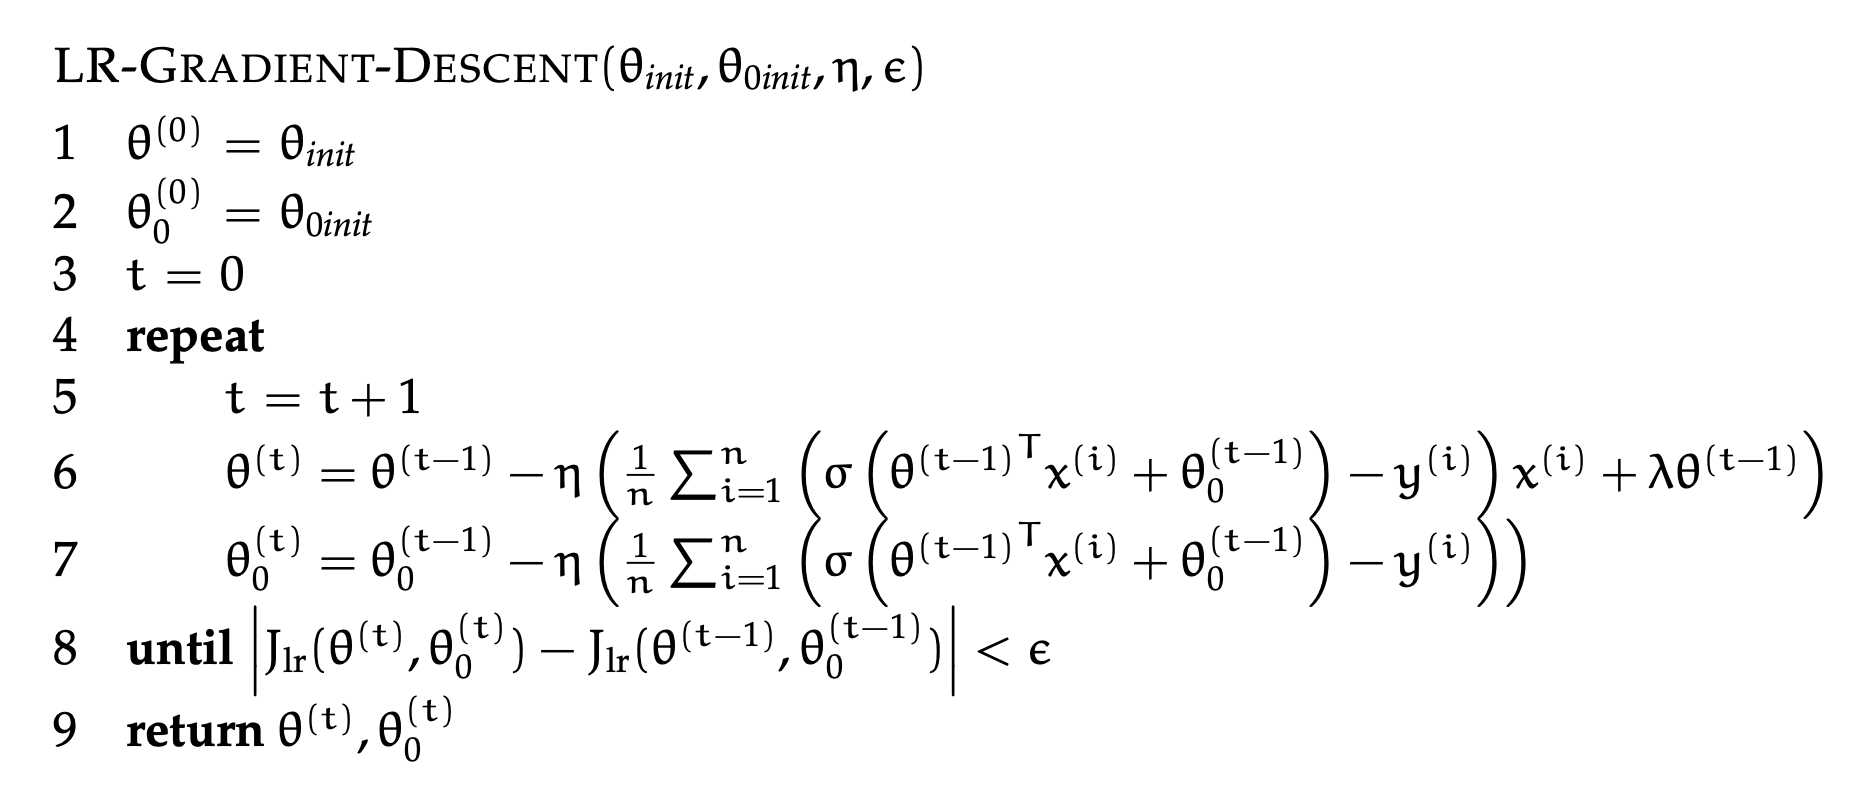 LR-GRADIENT-DESCENT(θ_init, θ_0init, η, ϵ)
1 θ^(0) = θ_init
2 θ_0^(0) = θ_0init
3 t = 0
4 repeat
5 t = t + 1
6 θ^(t) = θ^(t−1) − η (1/n ∑_{i=1}^n (σ (θ^(t−1)^T x^(i) + θ_0^(t−1)) − y^(i)) x^(i) + λθ^(t−1))
7 θ_0^(t) = θ_0^(t−1) − η (1/n ∑_{i=1}^n (σ (θ^(t−1)^T x^(i) + θ_0^(t−1)) − y^(i)))
8 until |J_lr(θ^(t), θ_0^(t)) − J_lr(θ^(t−1), θ_0^(t−1))| < ϵ
9 return θ^(t), θ_0^(t)